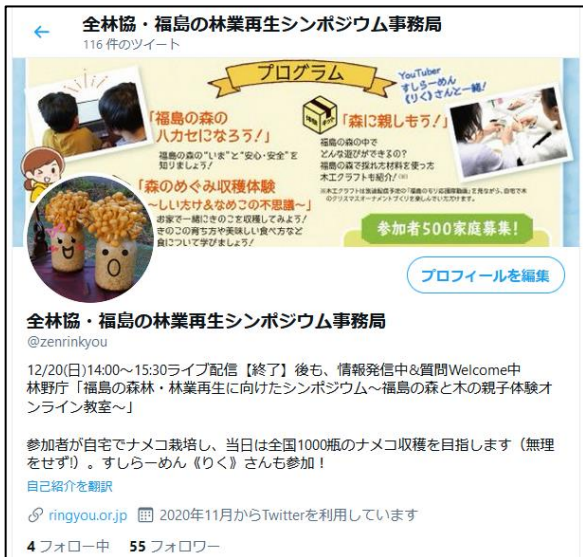 全林協・福島の林業再生シンポジウム事務局
116 件のツイート
プログラム
YouTuber
すしらーめん
《りく》さんと一緒!
「福島の森の
ハカセになろう!」
福島の森の“いま”と“安心・安全”を
知りましょう!
「森に親しもう!」
福島の森の中で
どんな遊びができるの?
福島の森で採れた材料を使った
木工クラフトも紹介!
「森のめぐみ収穫体験
~しいたけ&なめこの不思議~」
お家で一緒にきのこを収穫してみよう!
きのこの育ち方や美味しい食べ方など
食について学びましょう!
参加者500家庭募集!
プロフィールを編集
全林協・福島の林業再生シンポジウム事務局
@zenrinkyou
12/20(日)14:00~15:30ライブ配信【終了】後も、情報発信中&質問Welcome中
林野庁「福島の森林・林業再生に向けたシンポジウム~福島の森と木の親子体験オ
ンライン教室~」
参加者が自宅でナメコ栽培し、当日は全国1000瓶のナメコ収穫を目指します(無理
をせず!)。すしらーめん《りく》さんも参加!
自己紹介を翻訳
ringyou.or.jp 2020年11月からTwitterを利用しています
4 フォロー中 55 フォロワー